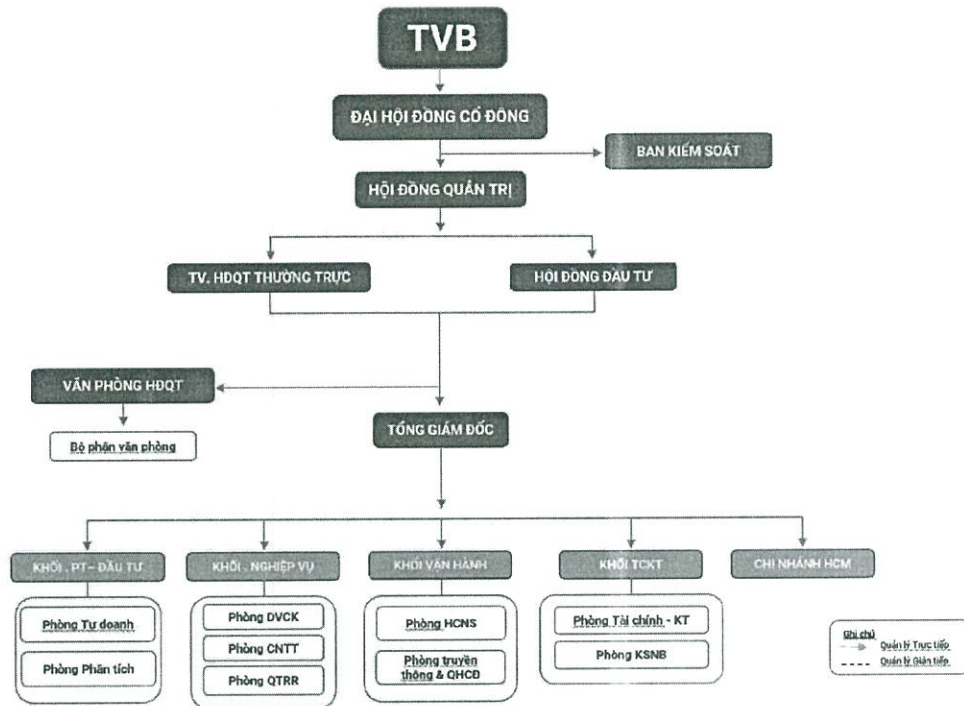 TVB
ĐẠI HỘI ĐỒNG CỔ ĐÔNG
BAN KIỂM SOÁT
HỘI ĐỒNG QUẢN TRỊ
TV. HĐQT THƯỜNG TRỰC
HỘI ĐỒNG ĐẦU TƯ
VĂN PHÒNG HĐQT
Bộ phận văn phòng
TỔNG GIÁM ĐỐC
KHỐI . PT – ĐẦU TƯ
KHỐI . NGHIỆP VỤ
KHỐI VẬN HÀNH
KHỐI TCKT
CHI NHÁNH HCM
Phòng Tự doanh
Phòng Phân tích
Phòng DVCK
Phòng CNTT
Phòng QTRR
Phòng HCNS
Phòng truyền
thông & QHCĐ
Phòng Tài chính - KT
Phòng KSNB
Ghi chú
Quản lý Trực tiếp
Quản lý Gián tiếp